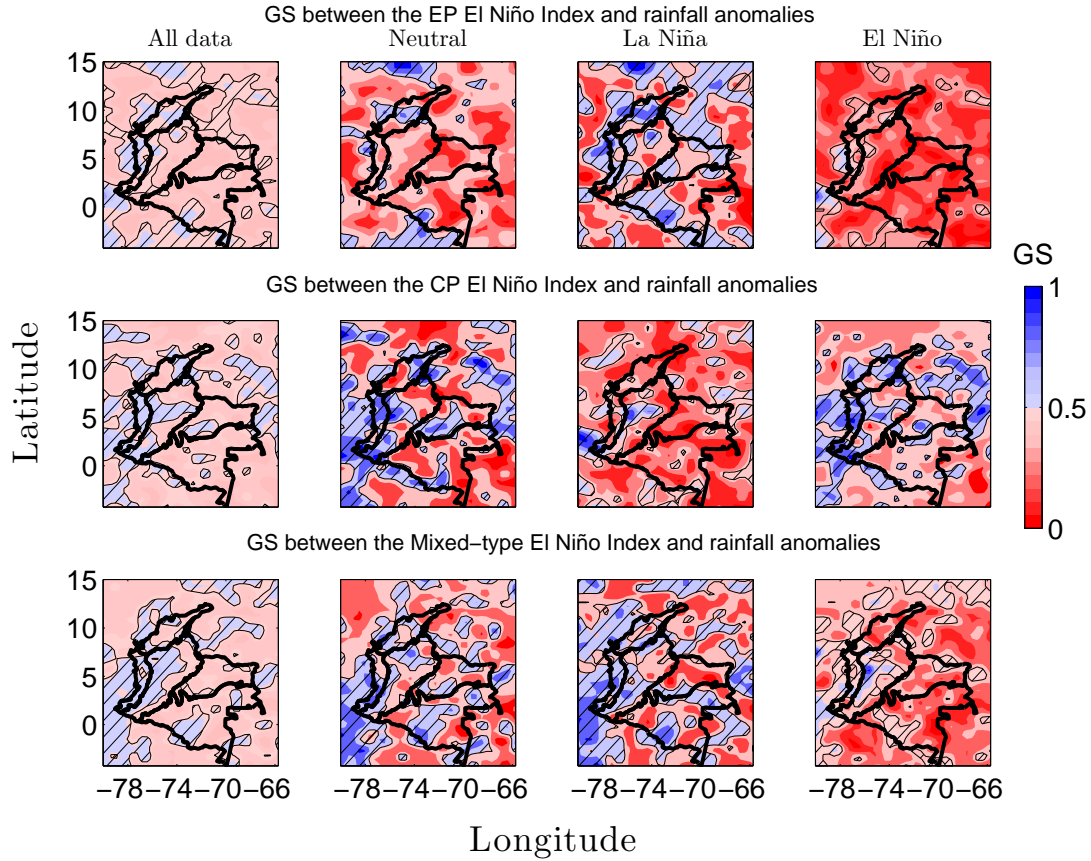 GS between the EP El Niño Index and rainfall anomalies
All data Neutral La Niña El Niño
15
10
5
0
GS between the CP El Niño Index and rainfall anomalies
15
10
5
0
GS between the Mixed−type El Niño Index and rainfall anomalies
15
10
5
0
−78 −74 −70 −66 −78 −74 −70 −66 −78 −74 −70 −66 −78 −74 −70 −66
Latitude
Longitude
GS
1
0.5
0